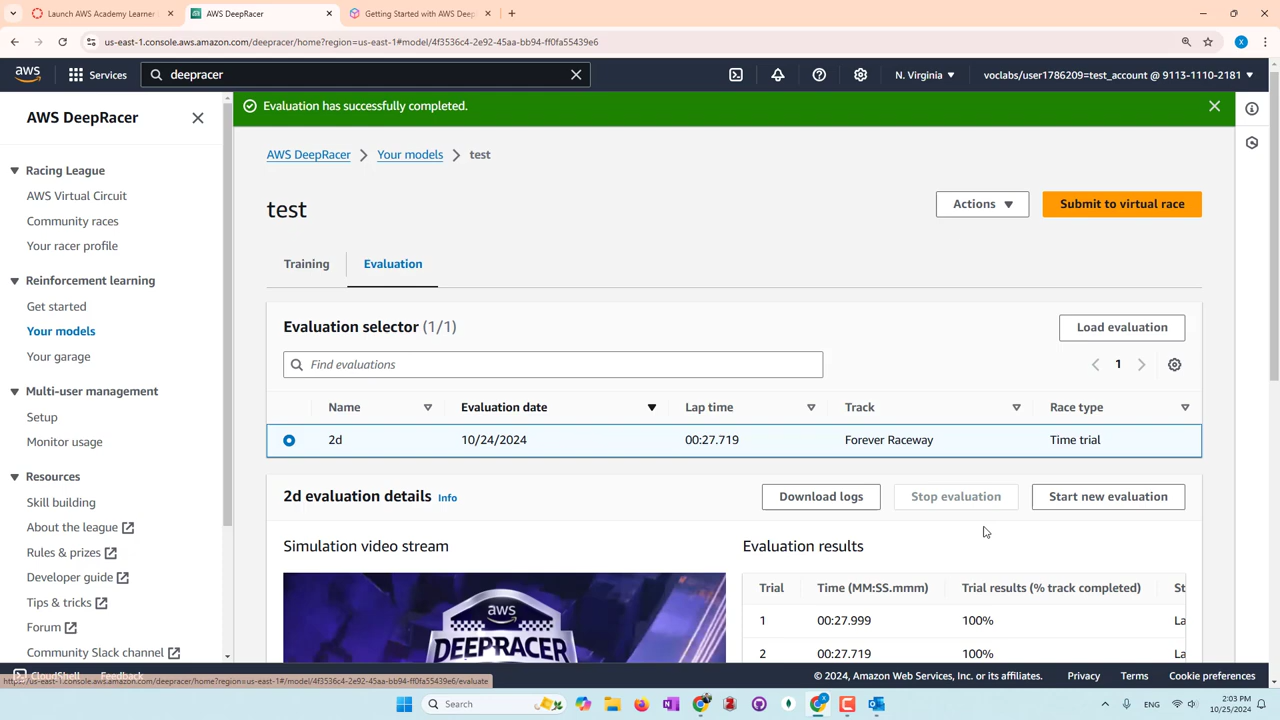 Launch AWS Academy Learner
AWS DeepRacer
Getting Started with AWS Deep
us-east-1.console.aws.amazon.com/deepracer/home?region=us-east-1#model/4f3536c4-2e92-45aa-bb94-ff0fa55439e6
X
aws
Services
deepracer
N. Virginia
voclabs/user1786209=test_account @ 9113-1110-2181
AWS DeepRacer
Racing League
AWS Virtual Circuit
Community races
Your racer profile
Reinforcement learning
Get started
Your models
Your garage
Multi-user management
Setup
Monitor usage
Resources
Skill building
About the league
Rules & prizes
Developer guide
Tips & tricks
Forum
Community Slack channel
Evaluation has successfully completed.
AWS DeepRacer
Your models
test
test
Actions
Submit to virtual race
Training
Evaluation
Evaluation selector (1/1)
Load evaluation
Find evaluations
1
Name
Evaluation date
Lap time
Track
Race type
2d
10/24/2024
00:27.719
Forever Raceway
Time trial
2d evaluation details
Info
Download logs
Stop evaluation
Start new evaluation
Simulation video stream
Evaluation results
aws
DEEPRACER
Trial
Time (MM:SS.mmm)
Trial results (% track completed)
St
1
00:27.999
100%
La
2
00:27.719
100%
La
CloudShell
Feedback
© 2024, Amazon Web Services, Inc. or its affiliates.
Privacy
Terms
Cookie preferences
https://us-east-1.console.aws.amazon.com/deepracer/home?region=us-east-1#model/4f3536c4-2e92-45aa-bb94-ff0fa55439e6/evaluate
Search
ENG
2:03 PM
10/25/2024